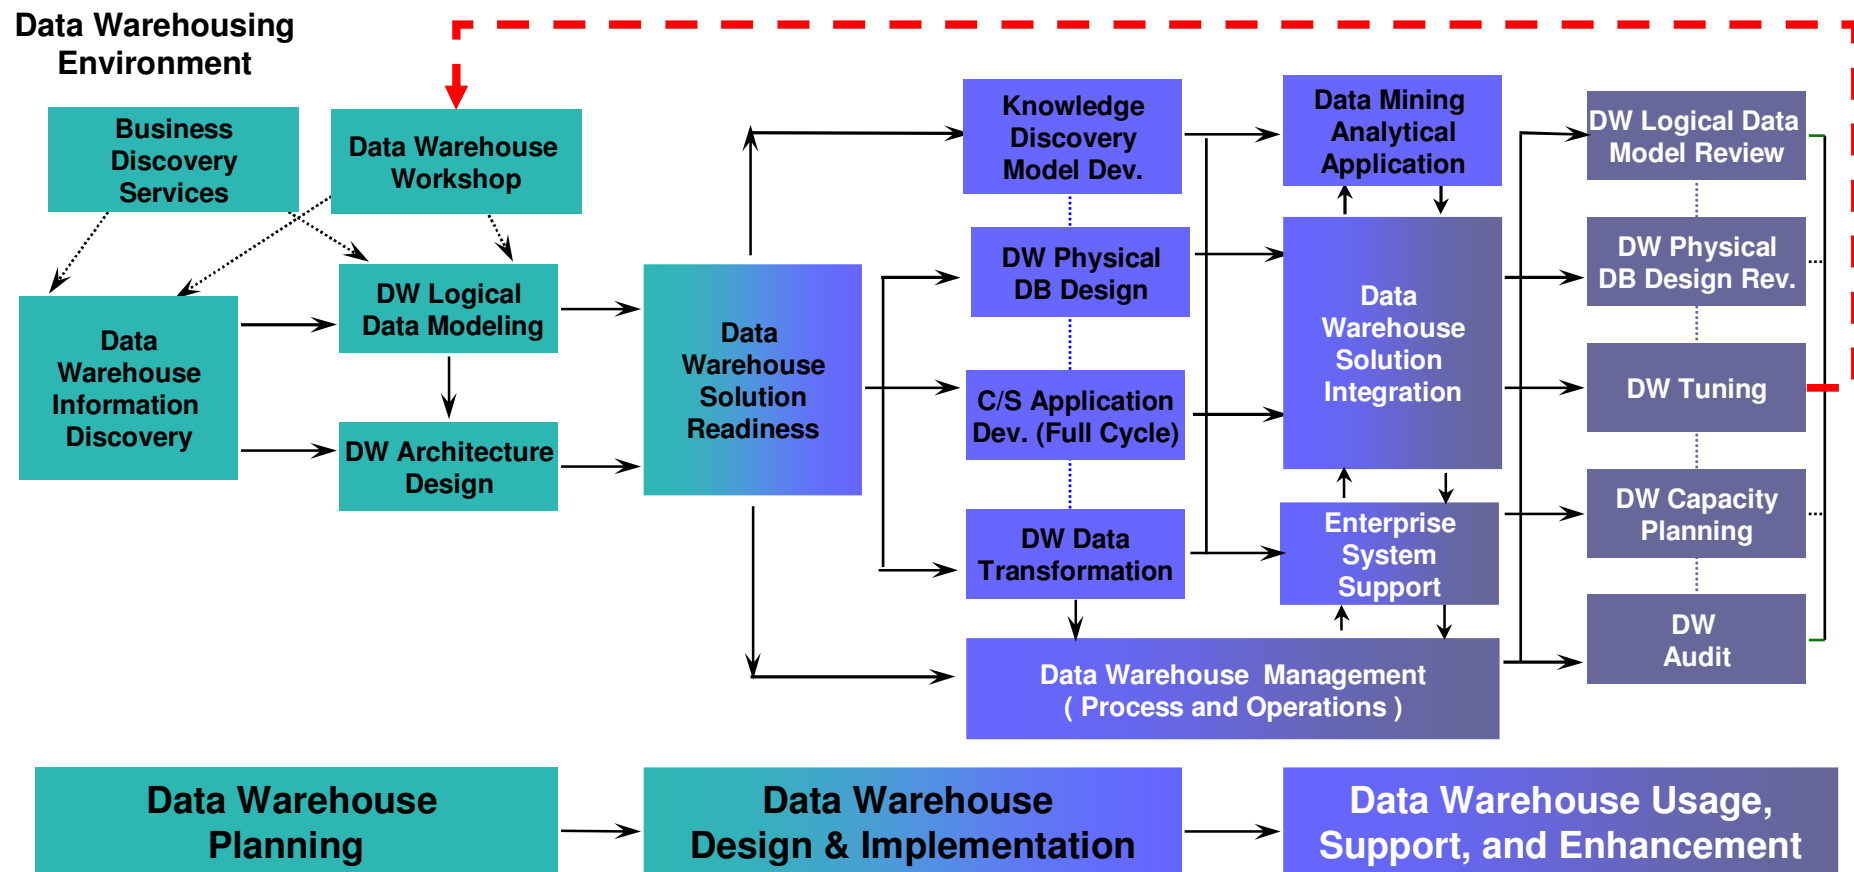 Data Warehousing
Environment
Business
Discovery
Services
Data Warehouse
Workshop
Data
Warehouse
Information
Discovery
DW Logical
Data Modeling
DW Architecture
Design
Data
Warehouse
Solution
Readiness
Knowledge
Discovery
Model Dev.
DW Physical
DB Design
C/S Application
Dev. (Full Cycle)
DW Data
Transformation
Data Mining
Analytical
Application
Data
Warehouse
Solution
Integration
Enterprise
System
Support
Data Warehouse Management
( Process and Operations )
DW Logical Data
Model Review
DW Physical
DB Design Rev.
DW Tuning
DW Capacity
Planning
DW
Audit
Data Warehouse
Planning
Data Warehouse
Design & Implementation
Data Warehouse Usage,
Support, and Enhancement